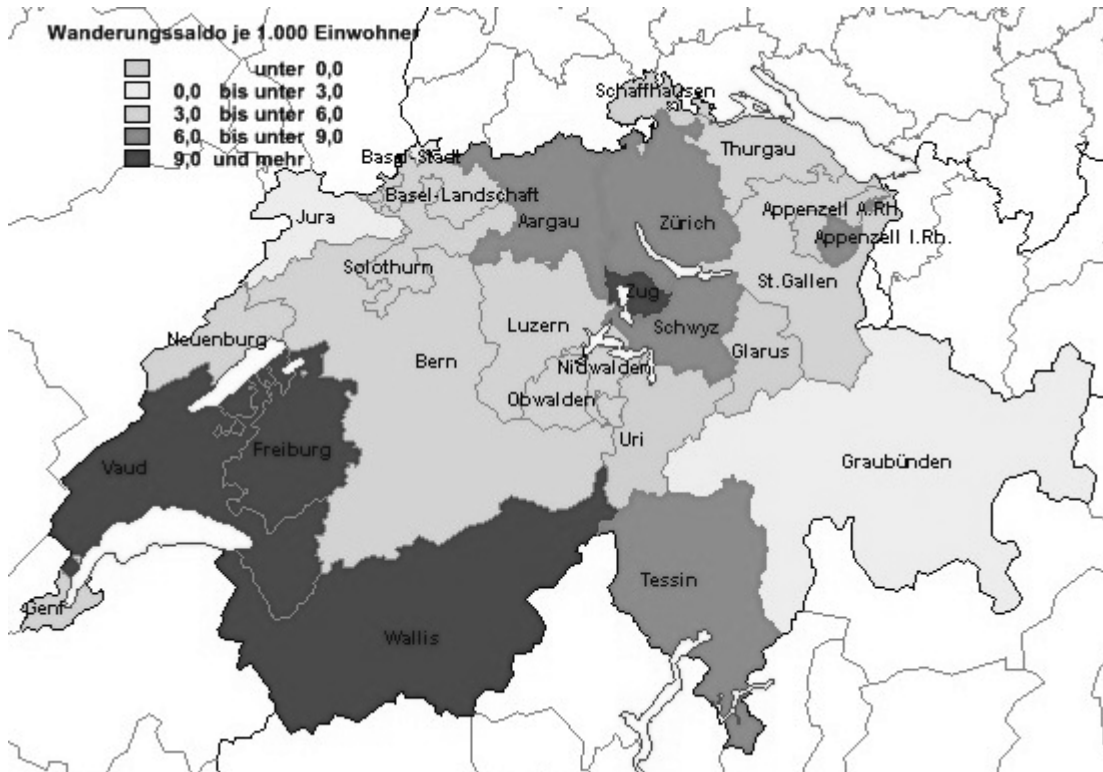 Wanderungssaldo je 1.000 Einwohner
unter 0,0
0,0 bis unter 3,0
3,0 bis unter 6,0
6,0 bis unter 9,0
9,0 und mehr
Schaffhausen
Basel-Stadt
Thurgau
Basel-Landschaft
Jura
Aargau
Zürich
Appenzell A.Rh.
Appenzell I.Rh.
Solothurn
St.Gallen
Zug
Neuenburg
Luzern
Schwyz
Bern
Glarus
Nidwalden
Obwalden
Uri
Freiburg
Vaud
Graubünden
Tessin
Genf
Wallis